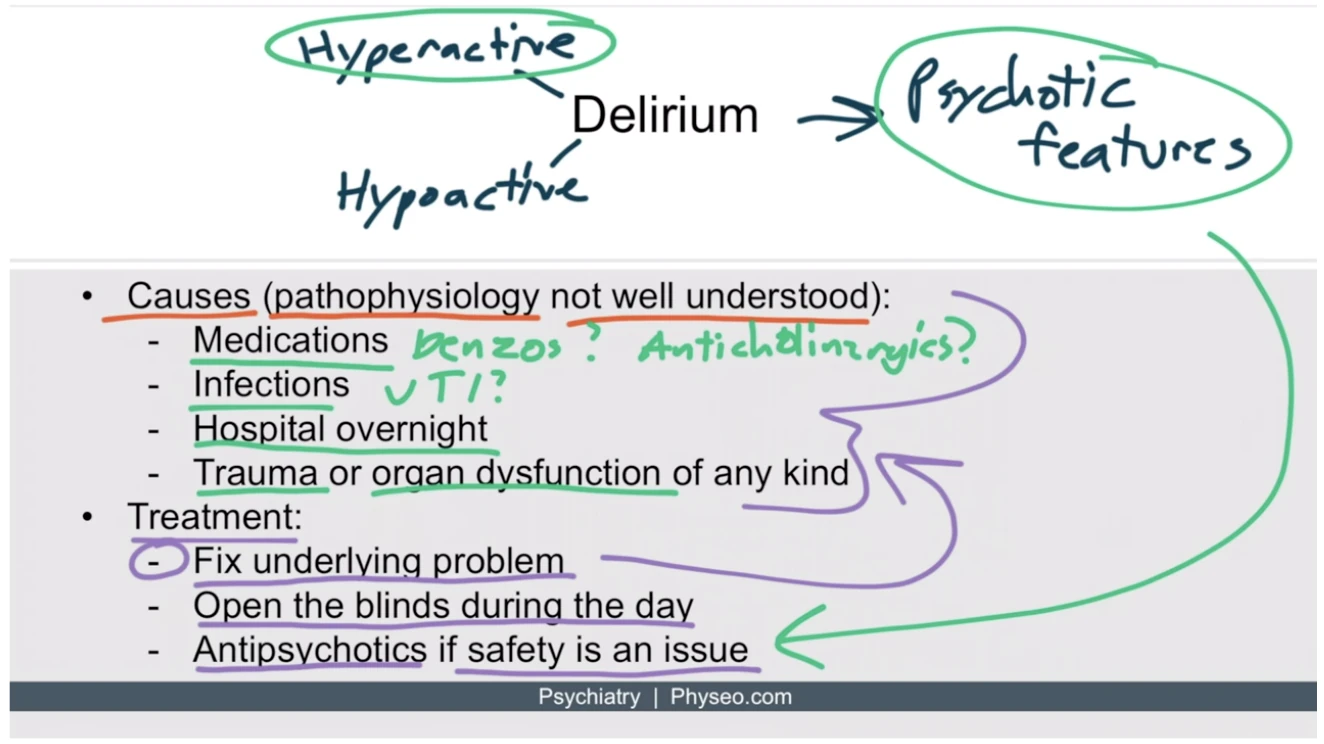 Hyperactive
Delirium → Psychotic
features
Hypoactive
• Causes (pathophysiology not well understood):
- Medications benzos? Anticholinergics?
- Infections UTI?
- Hospital overnight
- Trauma or organ dysfunction of any kind
• Treatment:
- Fix underlying problem
- Open the blinds during the day
- Antipsychotics if safety is an issue
Psychiatry | Physeo.com